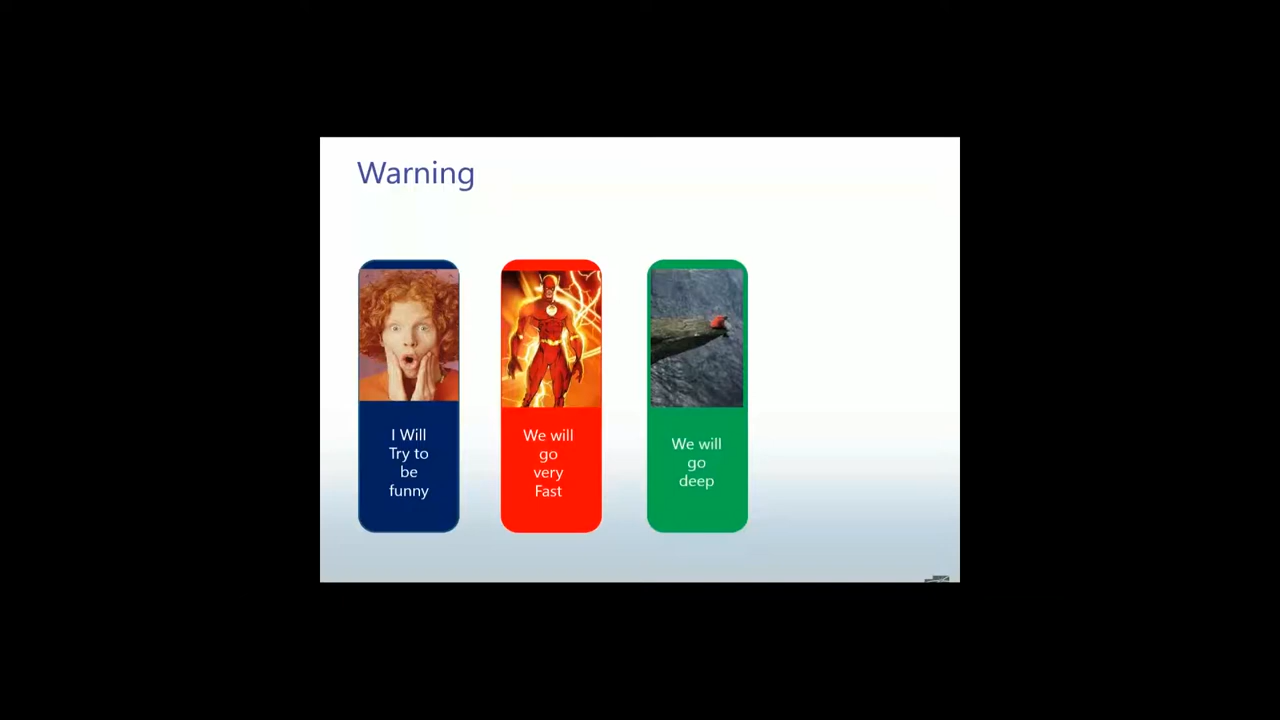 Warning
I Will
Try to
be
funny
We will
go
very
Fast
We will
go
deep